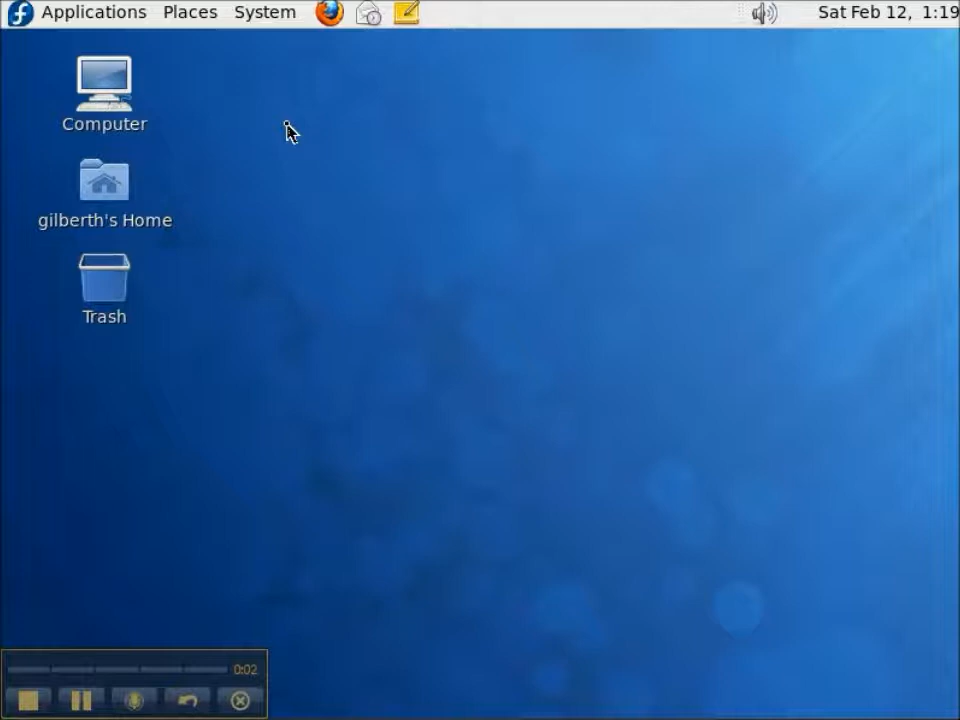 Applications Places System Sat Feb 12, 1:19
Computer
gilberth's Home
Trash
0:02